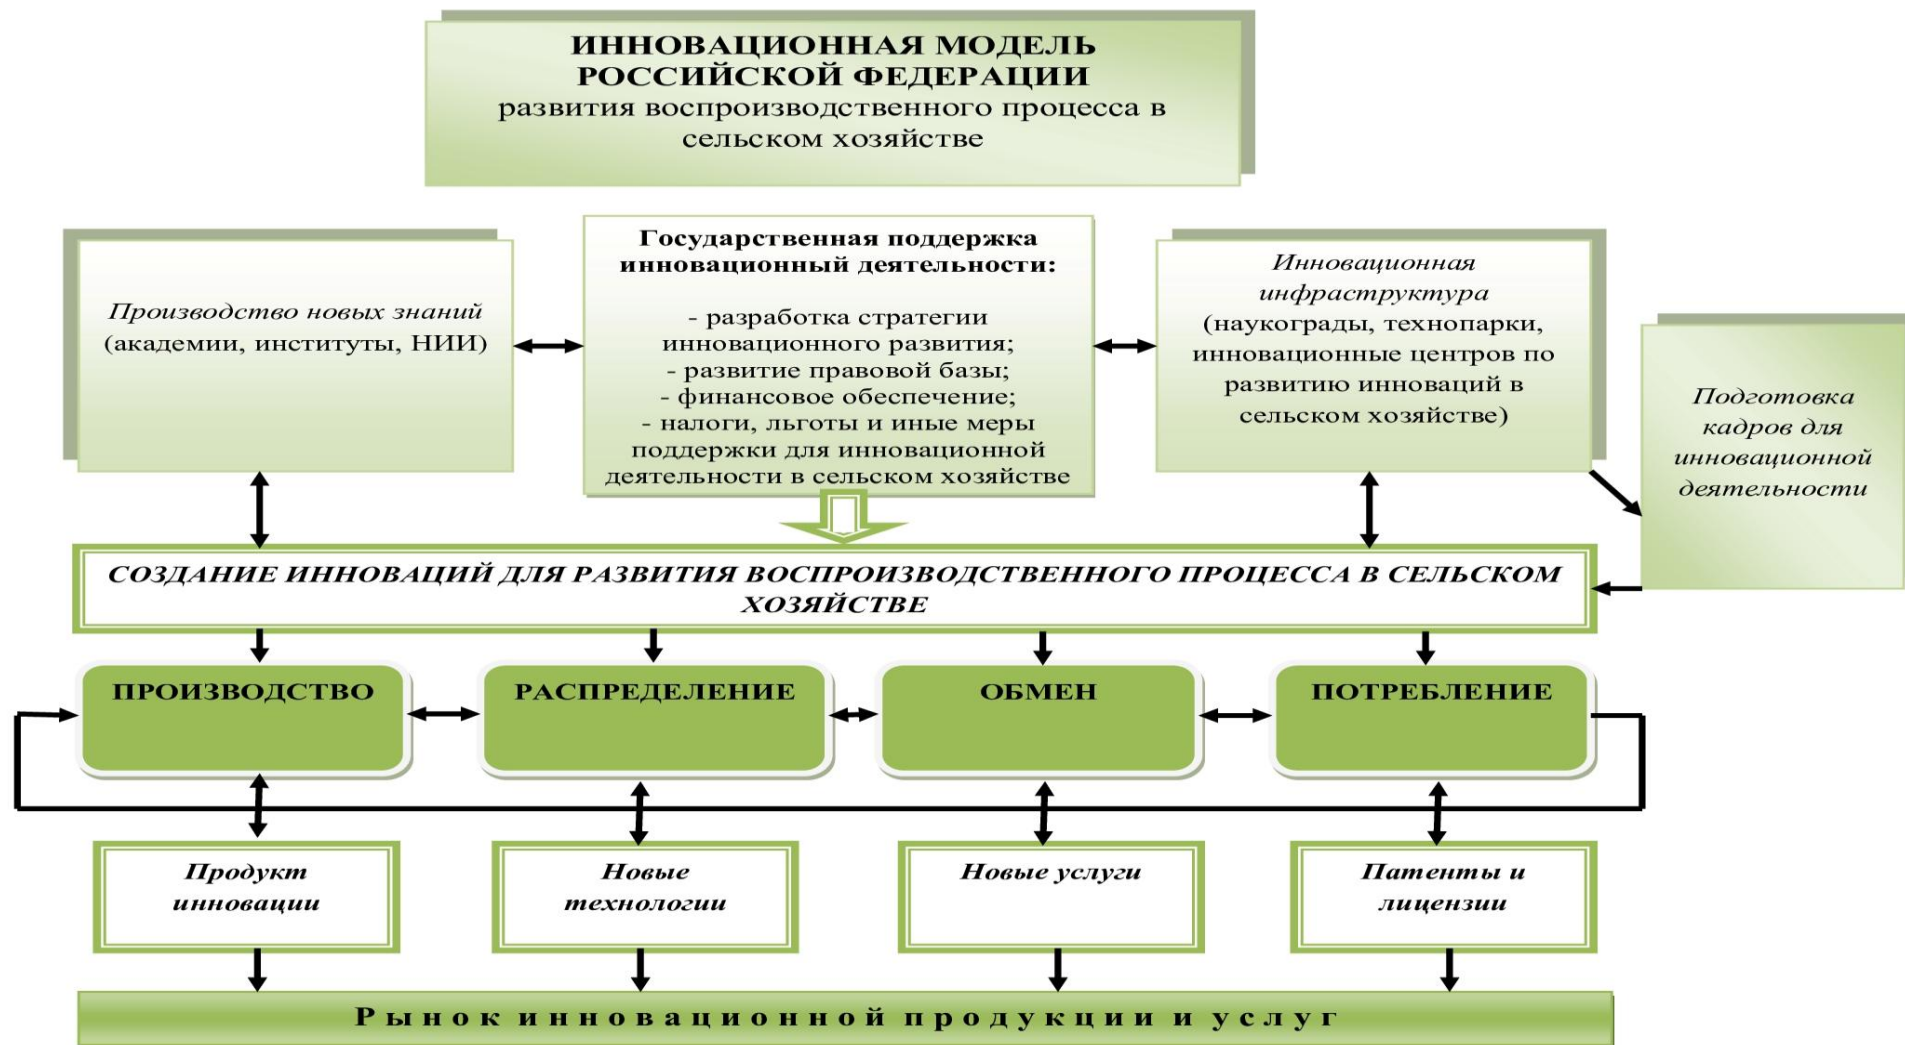 ИННОВАЦИОННАЯ МОДЕЛЬ
РОССИЙСКОЙ ФЕДЕРАЦИИ
развития воспроизводственного процесса в
сельском хозяйстве
Производство новых знаний
(академии, институты, НИИ)
Государственная поддержка
инновационный деятельности:
- разработка стратегии
инновационного развития;
- развитие правовой базы;
- финансовое обеспечение;
- налоги, льготы и иные меры
поддержки для инновационной
деятельности в сельском хозяйстве
Инновационная
инфраструктура
(наукограды, технопарки,
инновационные центров по
развитию инноваций в
сельском хозяйстве)
Подготовка
кадров для
инновационной
деятельности
СОЗДАНИЕ ИННОВАЦИЙ ДЛЯ РАЗВИТИЯ ВОСПРОИЗВОДСТВЕННОГО ПРОЦЕССА В СЕЛЬСКОМ
ХОЗЯЙСТВЕ
ПРОИЗВОДСТВО
РАСПРЕДЕЛЕНИЕ
ОБМЕН
ПОТРЕБЛЕНИЕ
Продукт
инновации
Новые
технологии
Новые услуги
Патенты и
лицензии
Рынок инновационной продукции и услуг